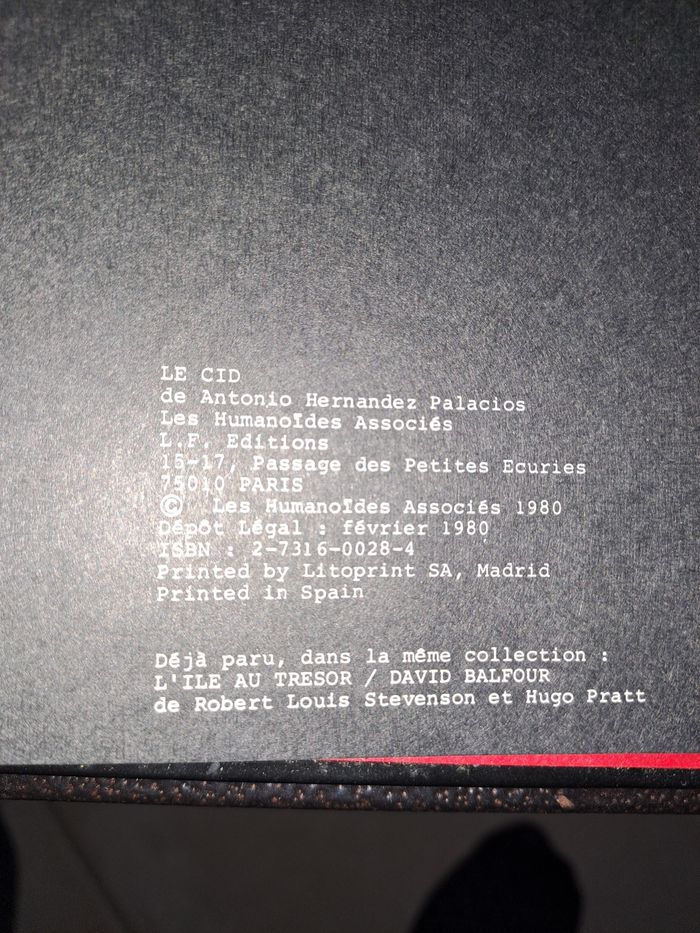 LE CID
de Antonio Hernandez Palacios
Les Humanoïdes Associés
L.F. Editions
15-17, Passage des Petites Ecuries
75010 PARIS
© Les Humanoïdes Associés 1980
Dépôt Légal : février 1980
ISBN : 2-7316-0028-4
Printed by Litoprint SA, Madrid
Printed in Spain
Déjà paru, dans la même collection :
L'ILE AU TRESOR / DAVID BALFOUR
de Robert Louis Stevenson et Hugo Pratt